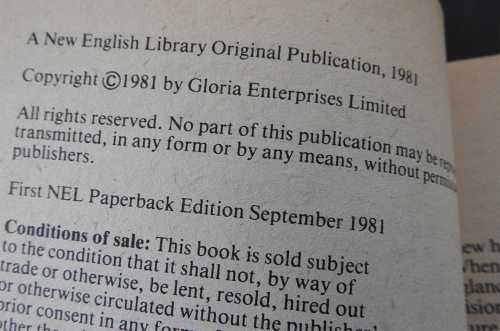 A New English Library Original Publication, 1981
Copyright ©1981 by Gloria Enterprises Limited
All rights reserved. No part of this publication may be
transmitted, in any form or by any means, without
publishers.
First NEL Paperback Edition September 1981
Conditions of sale: This book is sold subject
to the condition that it shall not, by way of
trade or otherwise, be lent, resold, hired out
or otherwise circulated without the
prior consent in any